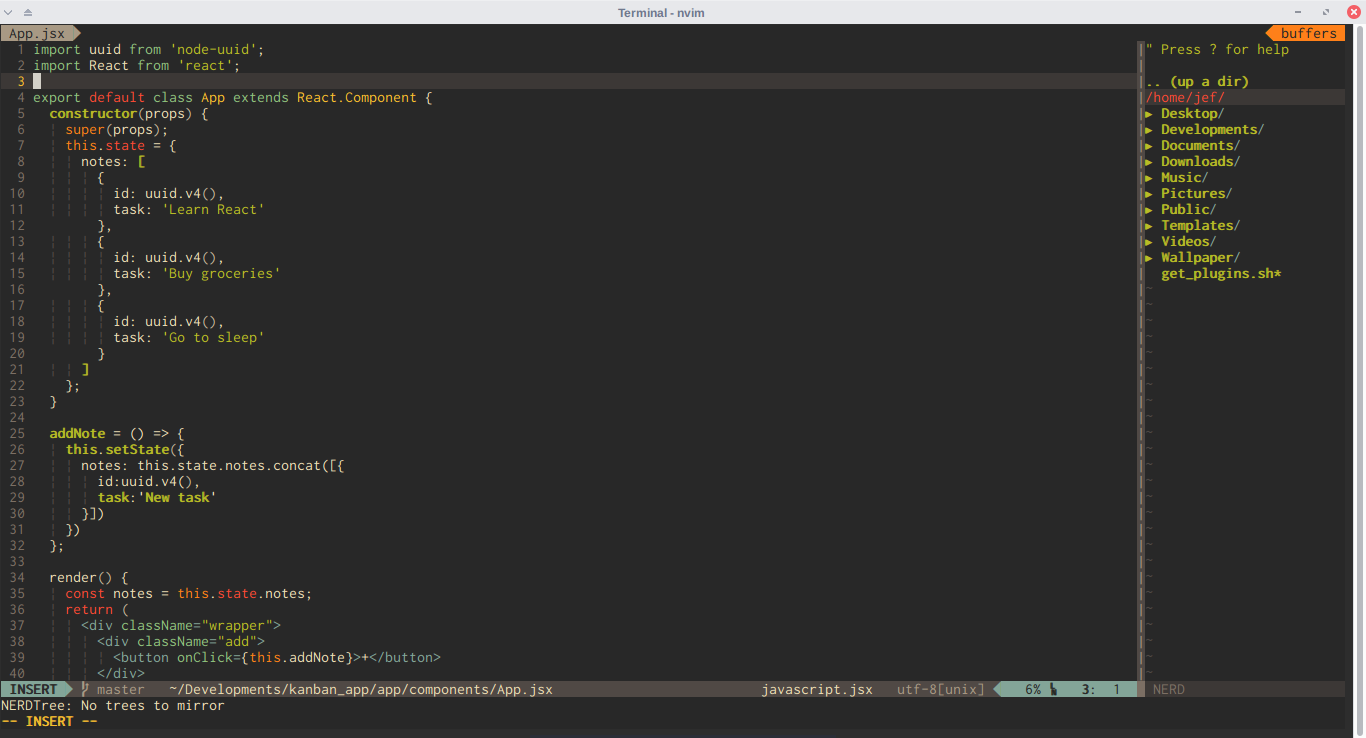 Terminal - nvim
App.jsx
buffers
1 import uuid from 'node-uuid';
2 import React from 'react';
3
4 export default class App extends React.Component {
5 constructor(props) {
6 super(props);
7 this.state = {
8 notes: [
9 {
10 id: uuid.v4(),
11 task: 'Learn React'
12 },
13 {
14 id: uuid.v4(),
15 task: 'Buy groceries'
16 },
17 {
18 id: uuid.v4(),
19 task: 'Go to sleep'
20 }
21 ]
22 };
23 }
24
25 addNote = () => {
26 this.setState({
27 notes: this.state.notes.concat([{
28 id:uuid.v4(),
29 task:'New task'
30 }])
31 })
32 };
33
34 render() {
35 const notes = this.state.notes;
36 return (
37 <div className="wrapper">
38 <div className="add">
39 <button onClick={this.addNote}>+</button>
40 </div>
" Press ? for help
.. (up a dir)
/home/jef/
▸ Desktop/
▸ Developments/
▸ Documents/
▸ Downloads/
▸ Music/
▸ Pictures/
▸ Public/
▸ Templates/
▸ Videos/
▸ Wallpaper/
get_plugins.sh*
INSERT master ~/Developments/kanban_app/app/components/App.jsx javascript.jsx utf-8[unix] 6% 3: 1 NERD
NERDTree: No trees to mirror
-- INSERT --